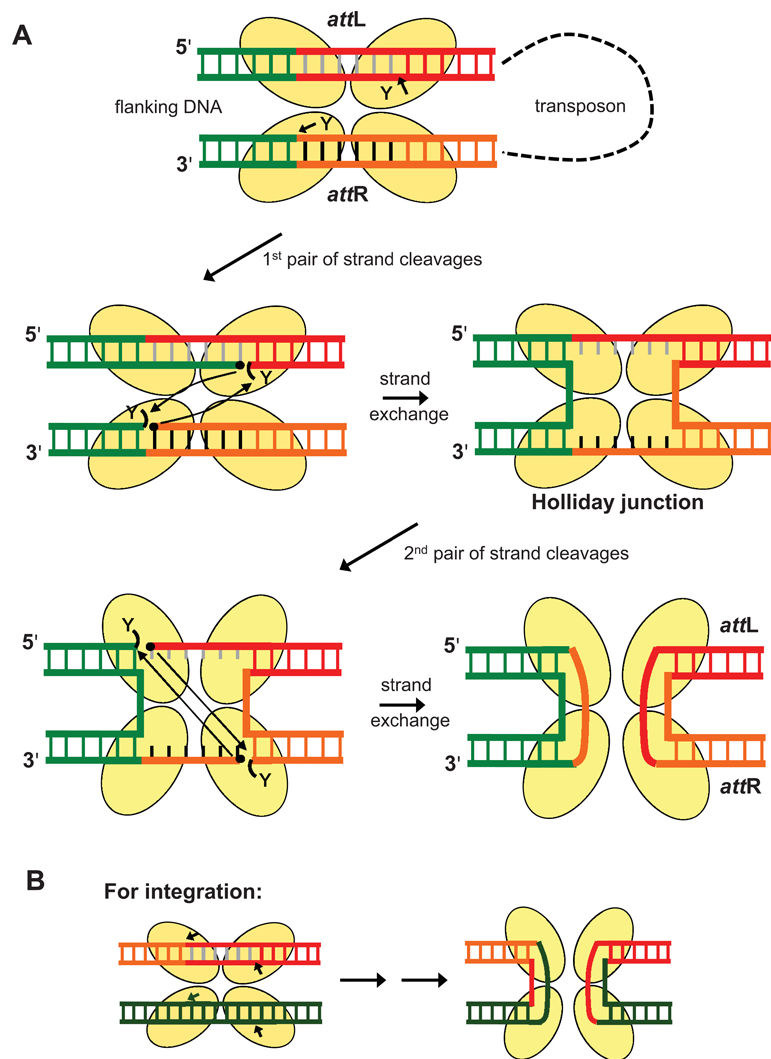 A
attL
5'
Y
flanking DNA
transposon
Y
3'
attR
1st pair of strand cleavages
5'
5'
Y
strand
exchange
Y
3'
3'
Holliday junction
2nd pair of strand cleavages
Y
attL
5'
5'
strand
exchange
3'
3'
Y
attR
B
For integration: